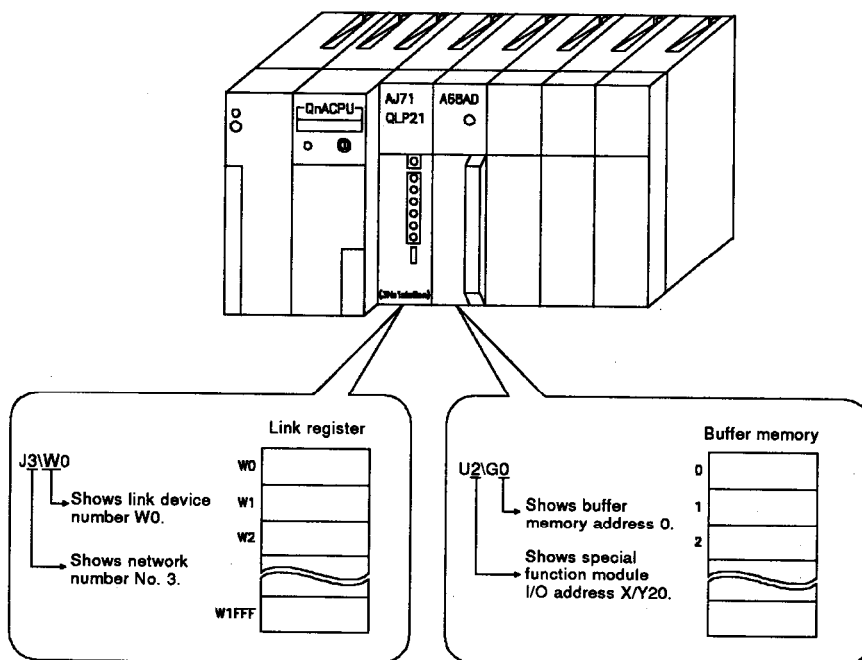 QnACPU
AJ71
QLP21
A68AD
Link register
J3\W0
Shows link device
number W0.
Shows network
number No. 3.
W0
W1
W2
W1FFF
Buffer memory
U2\G0
Shows buffer
memory address 0.
Shows special
function module
I/O address X/Y20.
0
1
2